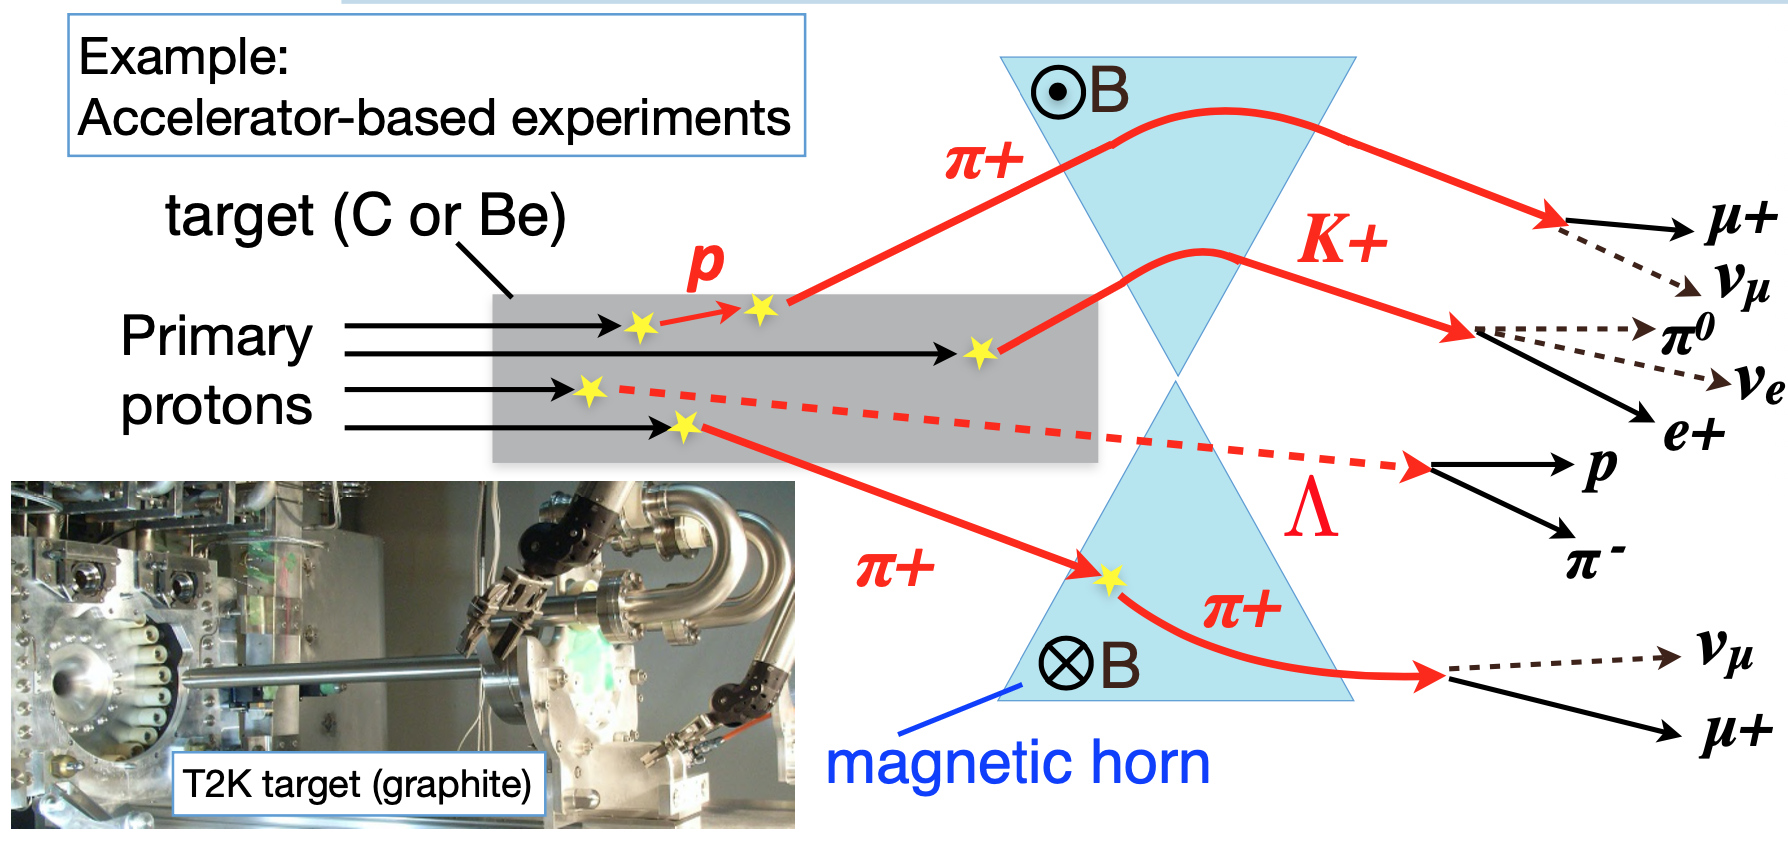 Example:
Accelerator-based experiments
target (C or Be)
Primary
protons
p
π+
B
K+
μ+
νμ
π0
νe
e+
p
π-
Λ
π+
π+
B
νμ
μ+
magnetic horn
T2K target (graphite)